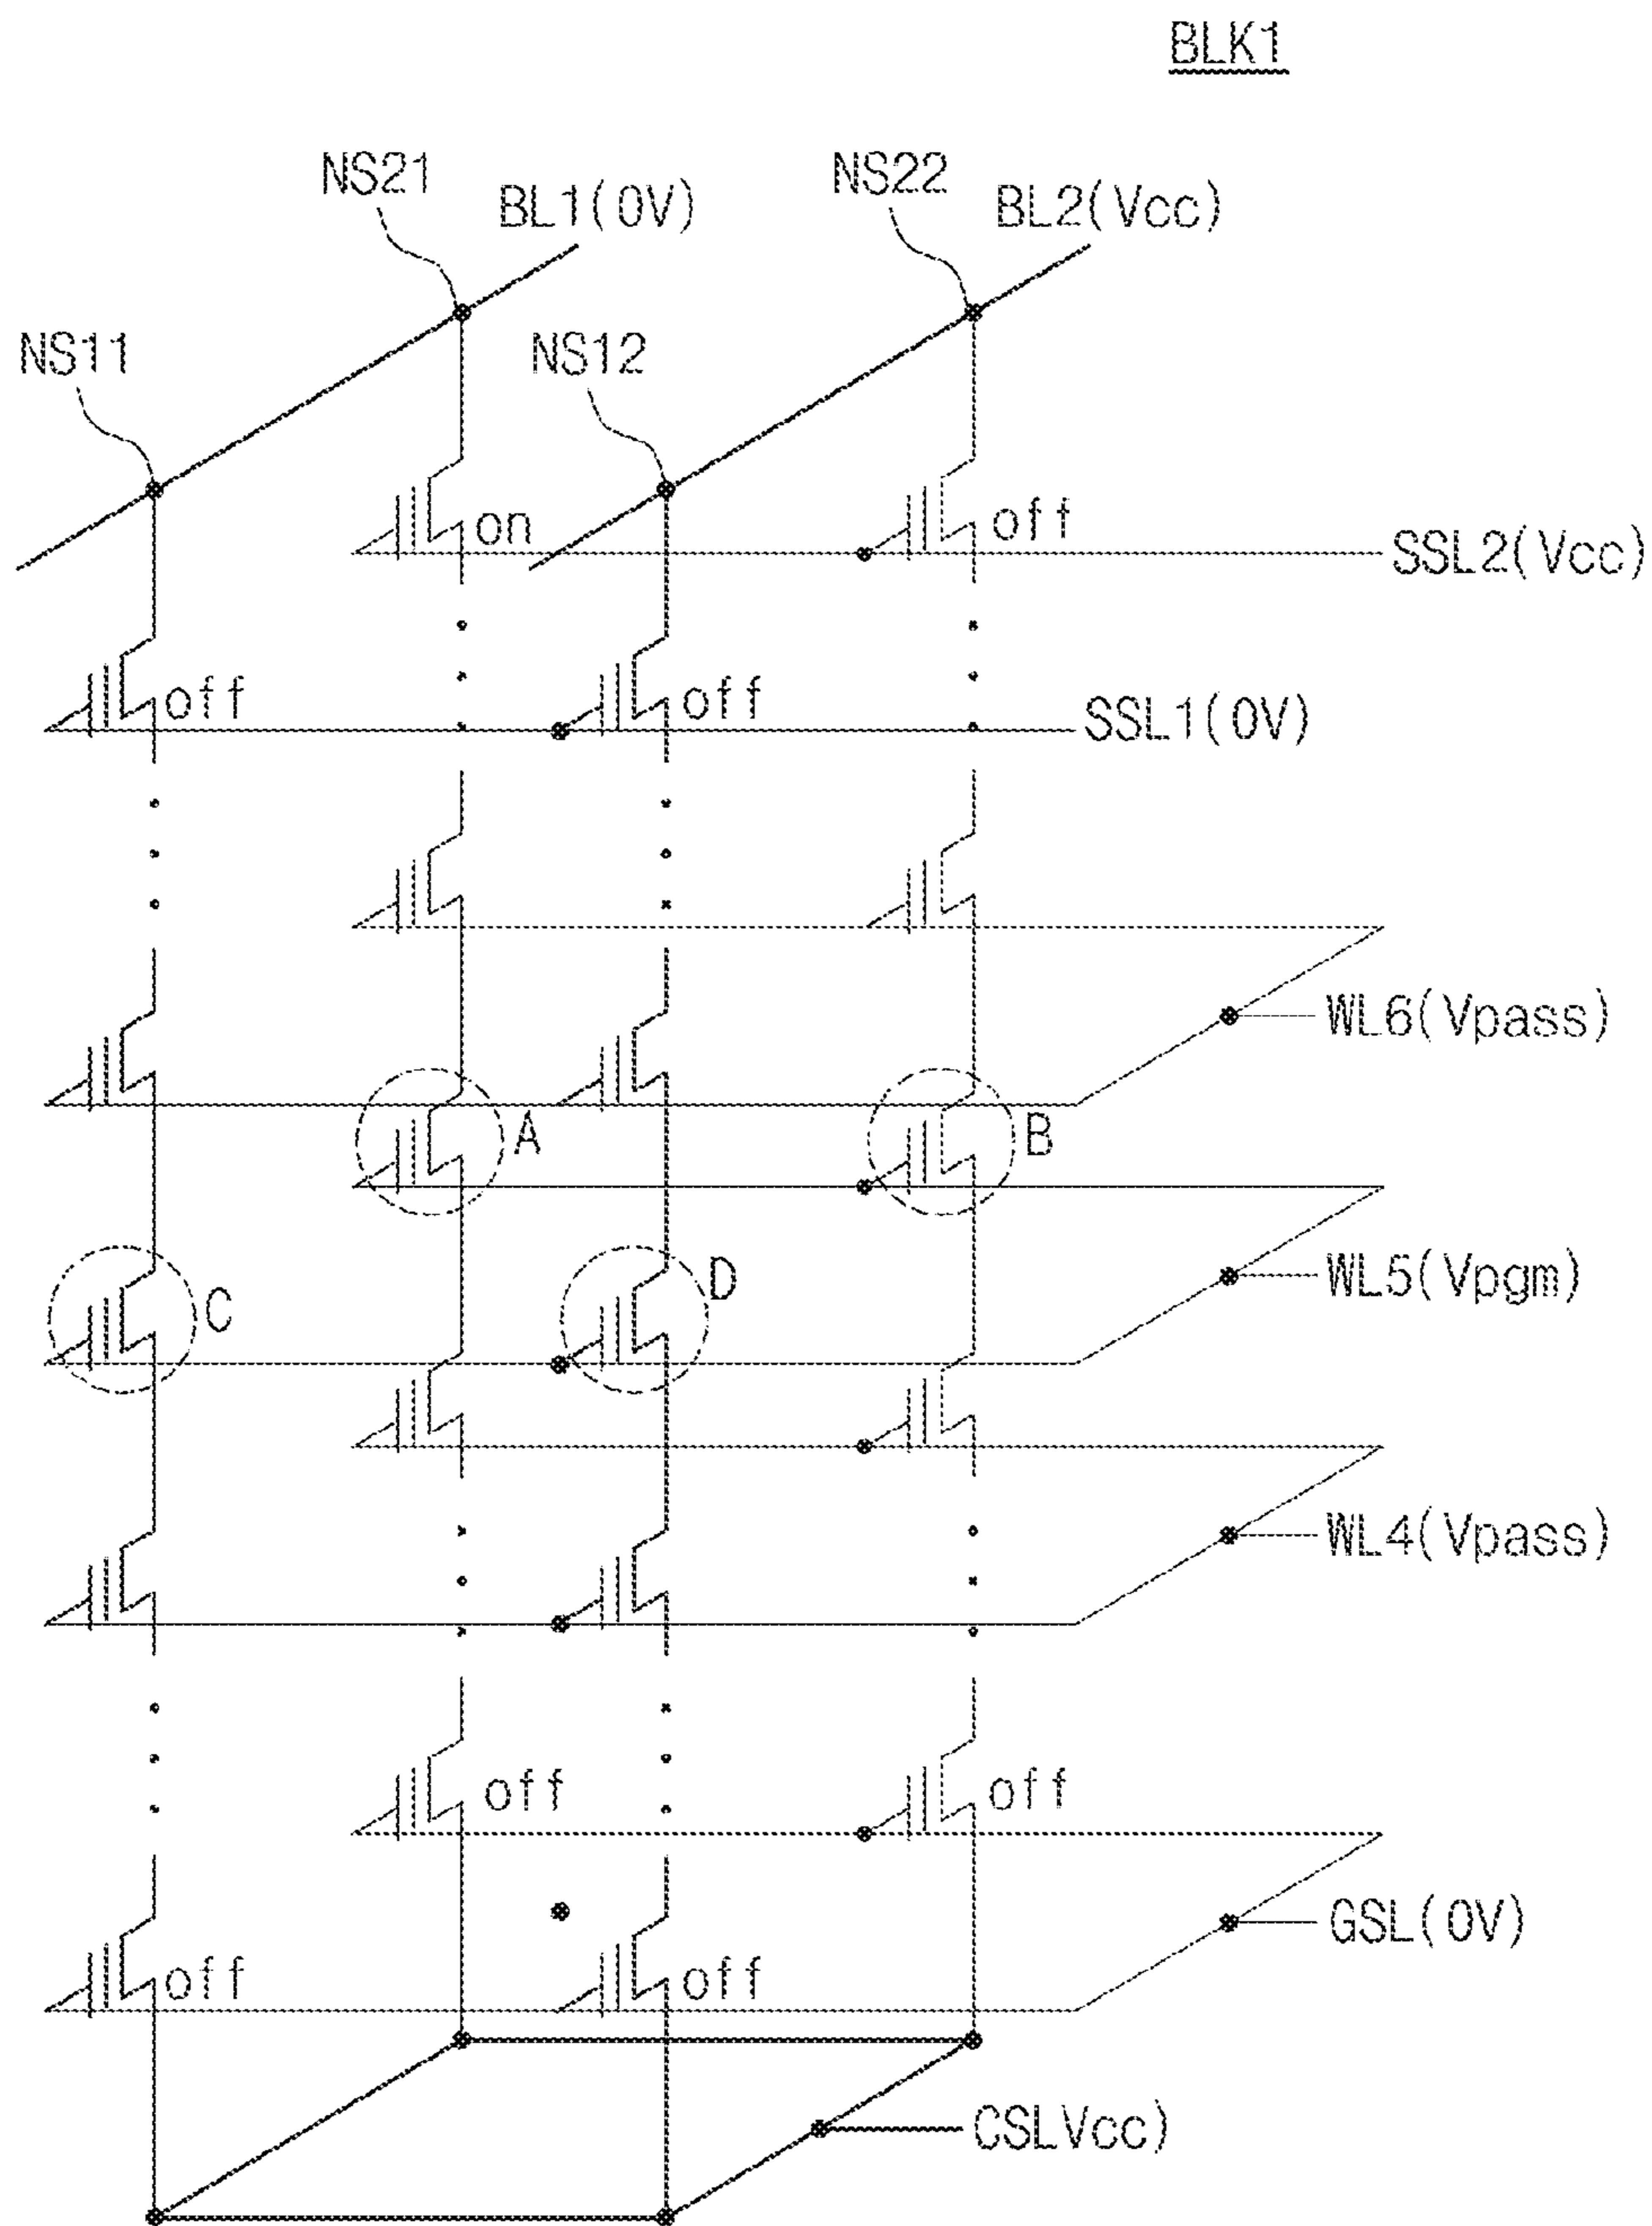 BLK1
NS21
BL1(0V)
NS22
BL2(Vcc)
NS11
NS12
on
off
SSL2(Vcc)
off
off
SSL1(0V)
WL6(Vpass)
A
B
WL5(Vpgm)
C
D
WL4(Vpass)
off
off
GSL(0V)
off
off
CSLVcc)